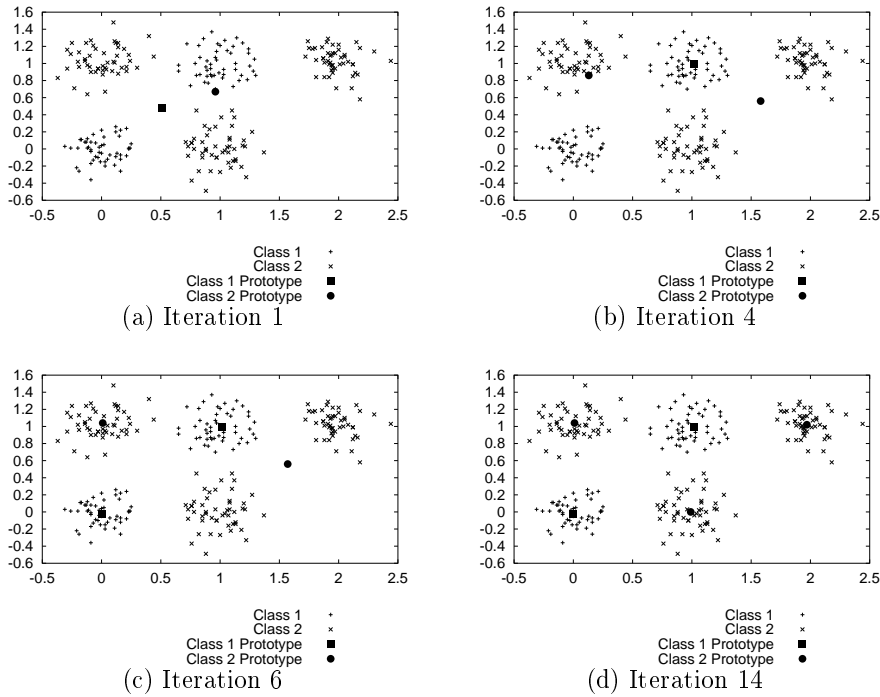 1.6
1.4
1.2
1
0.8
0.6
0.4
0.2
0
-0.2
-0.4
-0.6
-0.5 0 0.5 1 1.5 2 2.5
Class 1
Class 2
Class 1 Prototype
Class 2 Prototype
(a) Iteration 1
1.6
1.4
1.2
1
0.8
0.6
0.4
0.2
0
-0.2
-0.4
-0.6
-0.5 0 0.5 1 1.5 2 2.5
Class 1
Class 2
Class 1 Prototype
Class 2 Prototype
(b) Iteration 4
1.6
1.4
1.2
1
0.8
0.6
0.4
0.2
0
-0.2
-0.4
-0.6
-0.5 0 0.5 1 1.5 2 2.5
Class 1
Class 2
Class 1 Prototype
Class 2 Prototype
(c) Iteration 6
1.6
1.4
1.2
1
0.8
0.6
0.4
0.2
0
-0.2
-0.4
-0.6
-0.5 0 0.5 1 1.5 2 2.5
Class 1
Class 2
Class 1 Prototype
Class 2 Prototype
(d) Iteration 14